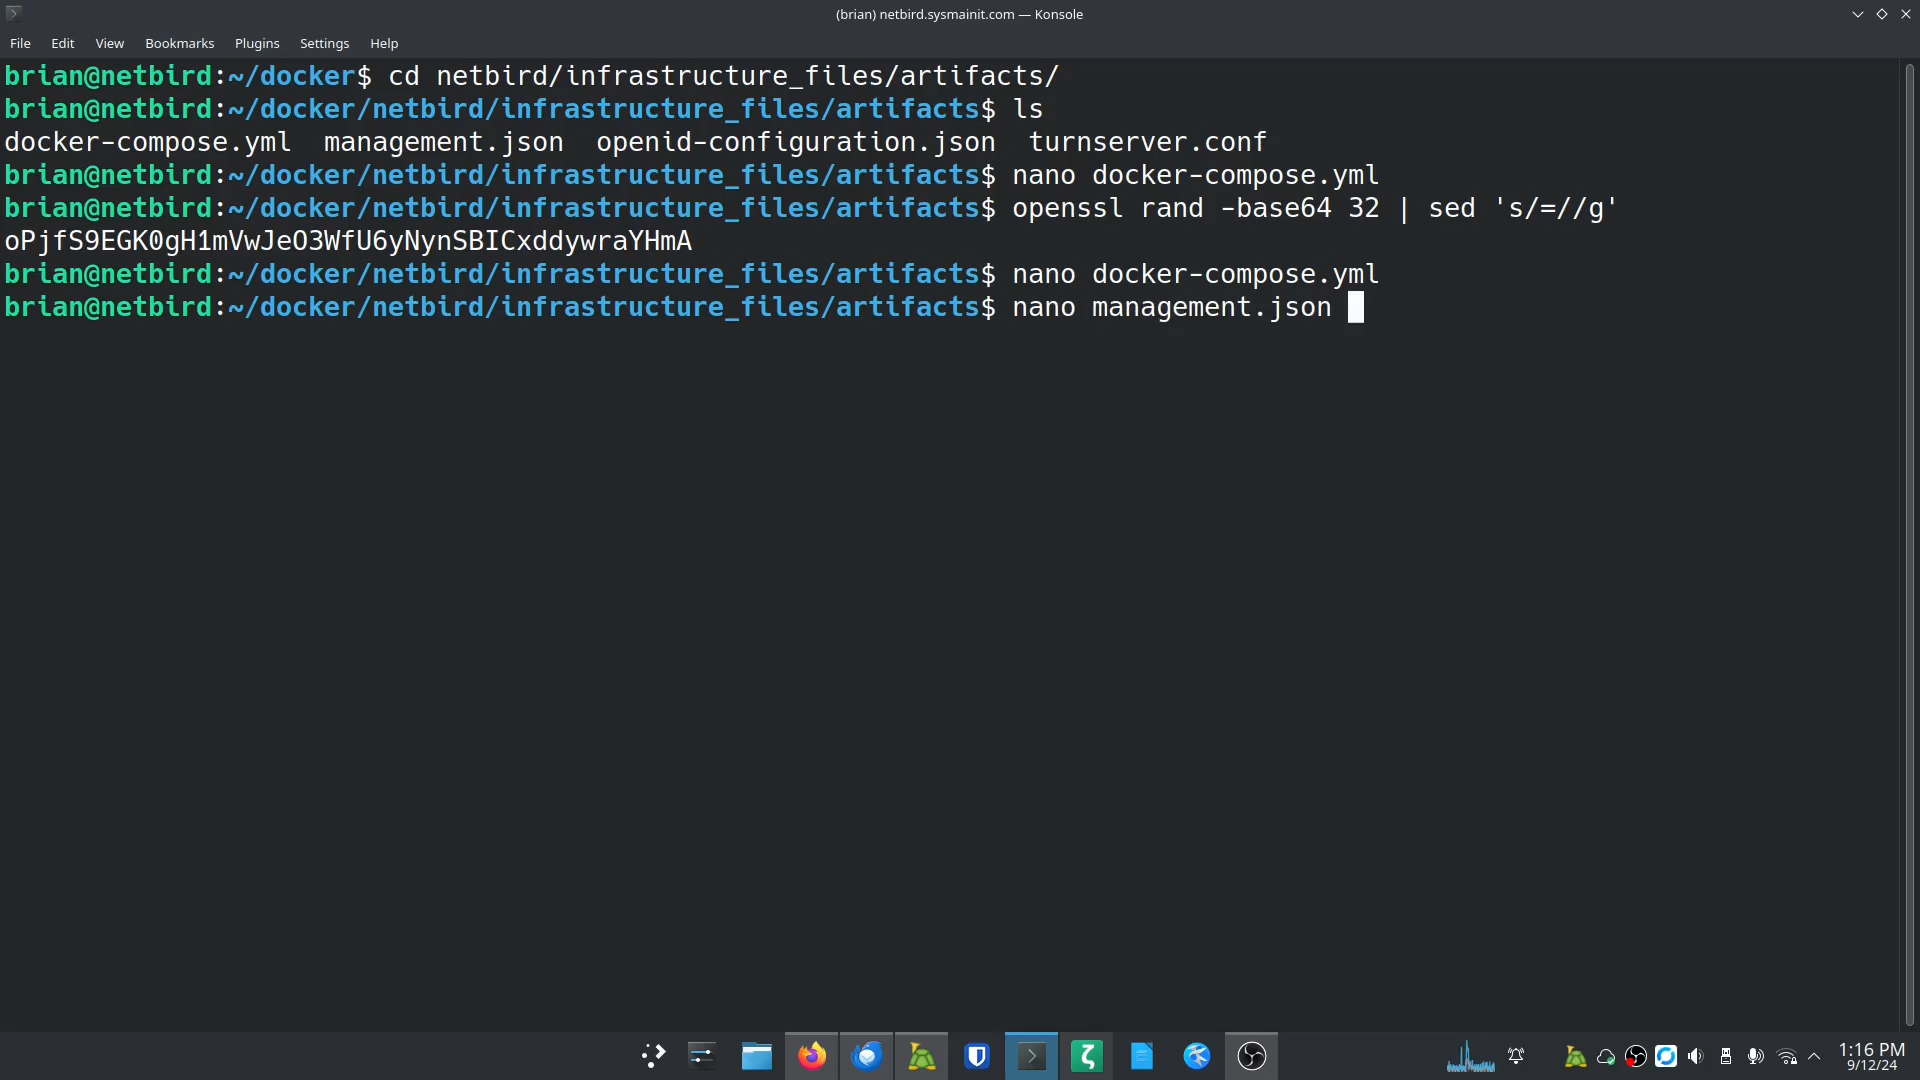 (brian) netbird.sysmainit.com — Konsole
File Edit View Bookmarks Plugins Settings Help
brian@netbird:~/docker$ cd netbird/infrastructure_files/artifacts/
brian@netbird:~/docker/netbird/infrastructure_files/artifacts$ ls
docker-compose.yml management.json openid-configuration.json turnserver.conf
brian@netbird:~/docker/netbird/infrastructure_files/artifacts$ nano docker-compose.yml
brian@netbird:~/docker/netbird/infrastructure_files/artifacts$ openssl rand -base64 32 | sed 's/=//g'
oPjfS9EGK0gH1mVwJeO3WfU6yNynSBICxddywraYHmA
brian@netbird:~/docker/netbird/infrastructure_files/artifacts$ nano docker-compose.yml
brian@netbird:~/docker/netbird/infrastructure_files/artifacts$ nano management.json
1:16 PM
9/12/24